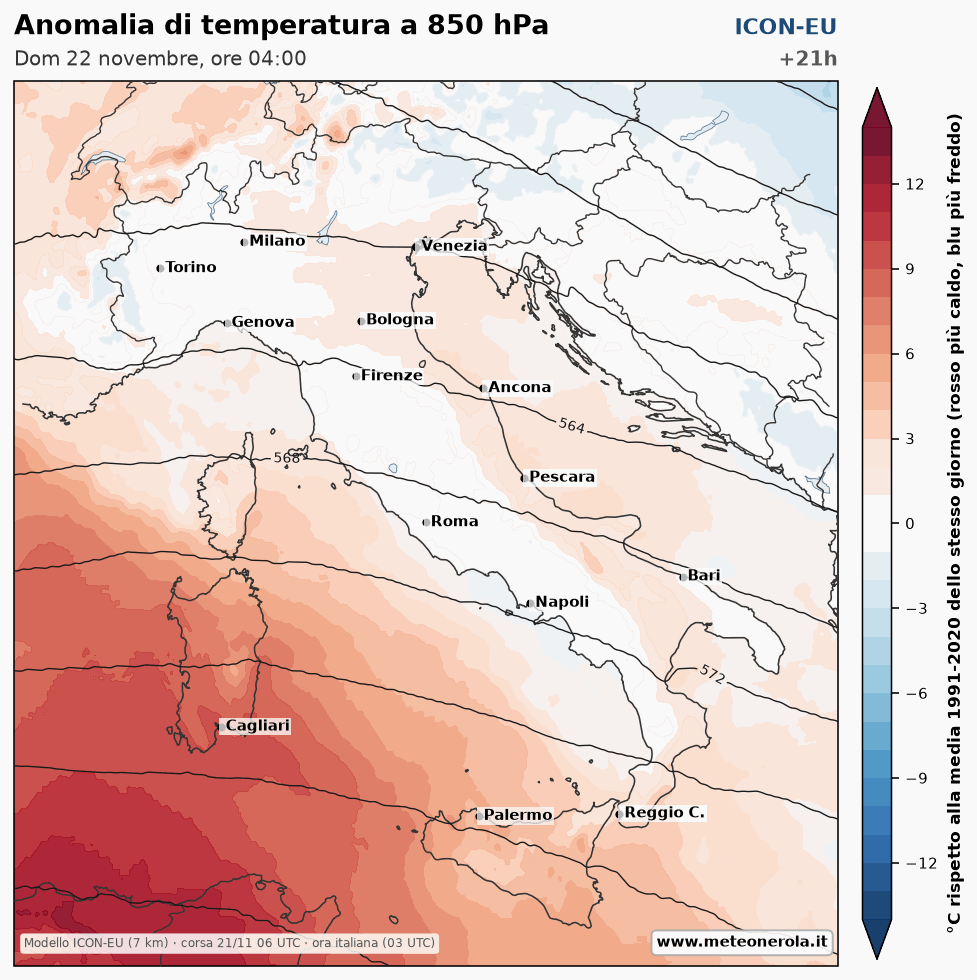 Anomalia di temperatura a 850 hPa
ICON-EU
Dom 22 novembre, ore 04:00
+21h
Milano
Venezia
Torino
Genova
Bologna
Firenze
Ancona
564
568
Pescara
Roma
Bari
Napoli
572
Cagliari
Palermo
Reggio C.
Modello ICON-EU (7 km) · corsa 21/11 06 UTC · ora italiana (03 UTC)
www.meteonerola.it
12
9
6
3
0
−3
−6
−9
−12
°C rispetto alla media 1991-2020 dello stesso giorno (rosso più caldo, blu più freddo)